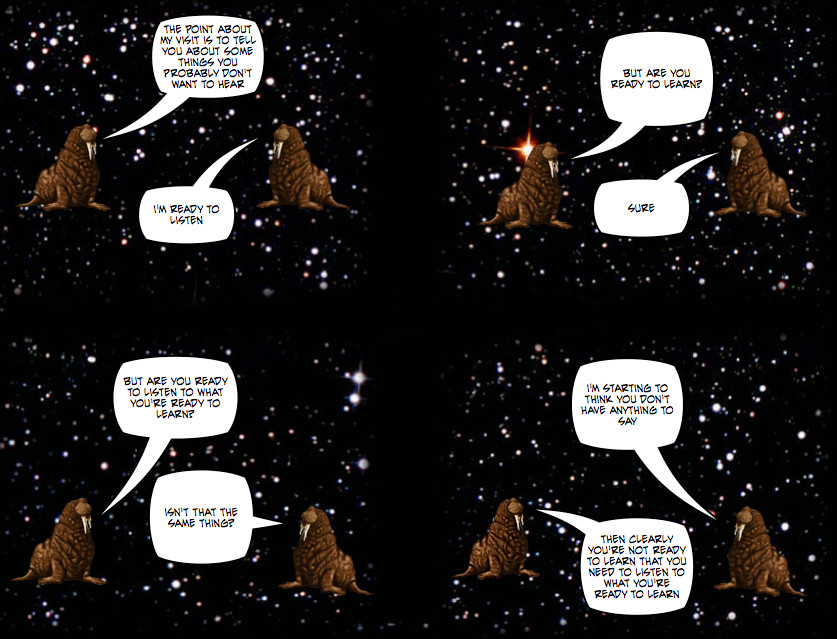 THE POINT ABOUT
MY VISIT IS TO TELL
YOU ABOUT SOME
THINGS YOU
PROBABLY DON'T
WANT TO HEAR
I'M READY TO
LISTEN
BUT ARE YOU
READY TO LEARN?
SURE
BUT ARE YOU READY
TO LISTEN TO WHAT
YOU'RE READY TO
LEARN?
ISN'T THAT THE
SAME THING?
I'M STARTING TO
THINK YOU DON'T
HAVE ANYTHING TO
SAY
THEN CLEARLY
YOU'RE NOT READY
TO LEARN THAT YOU
NEED TO LISTEN TO
WHAT YOU'RE
READY TO LEARN